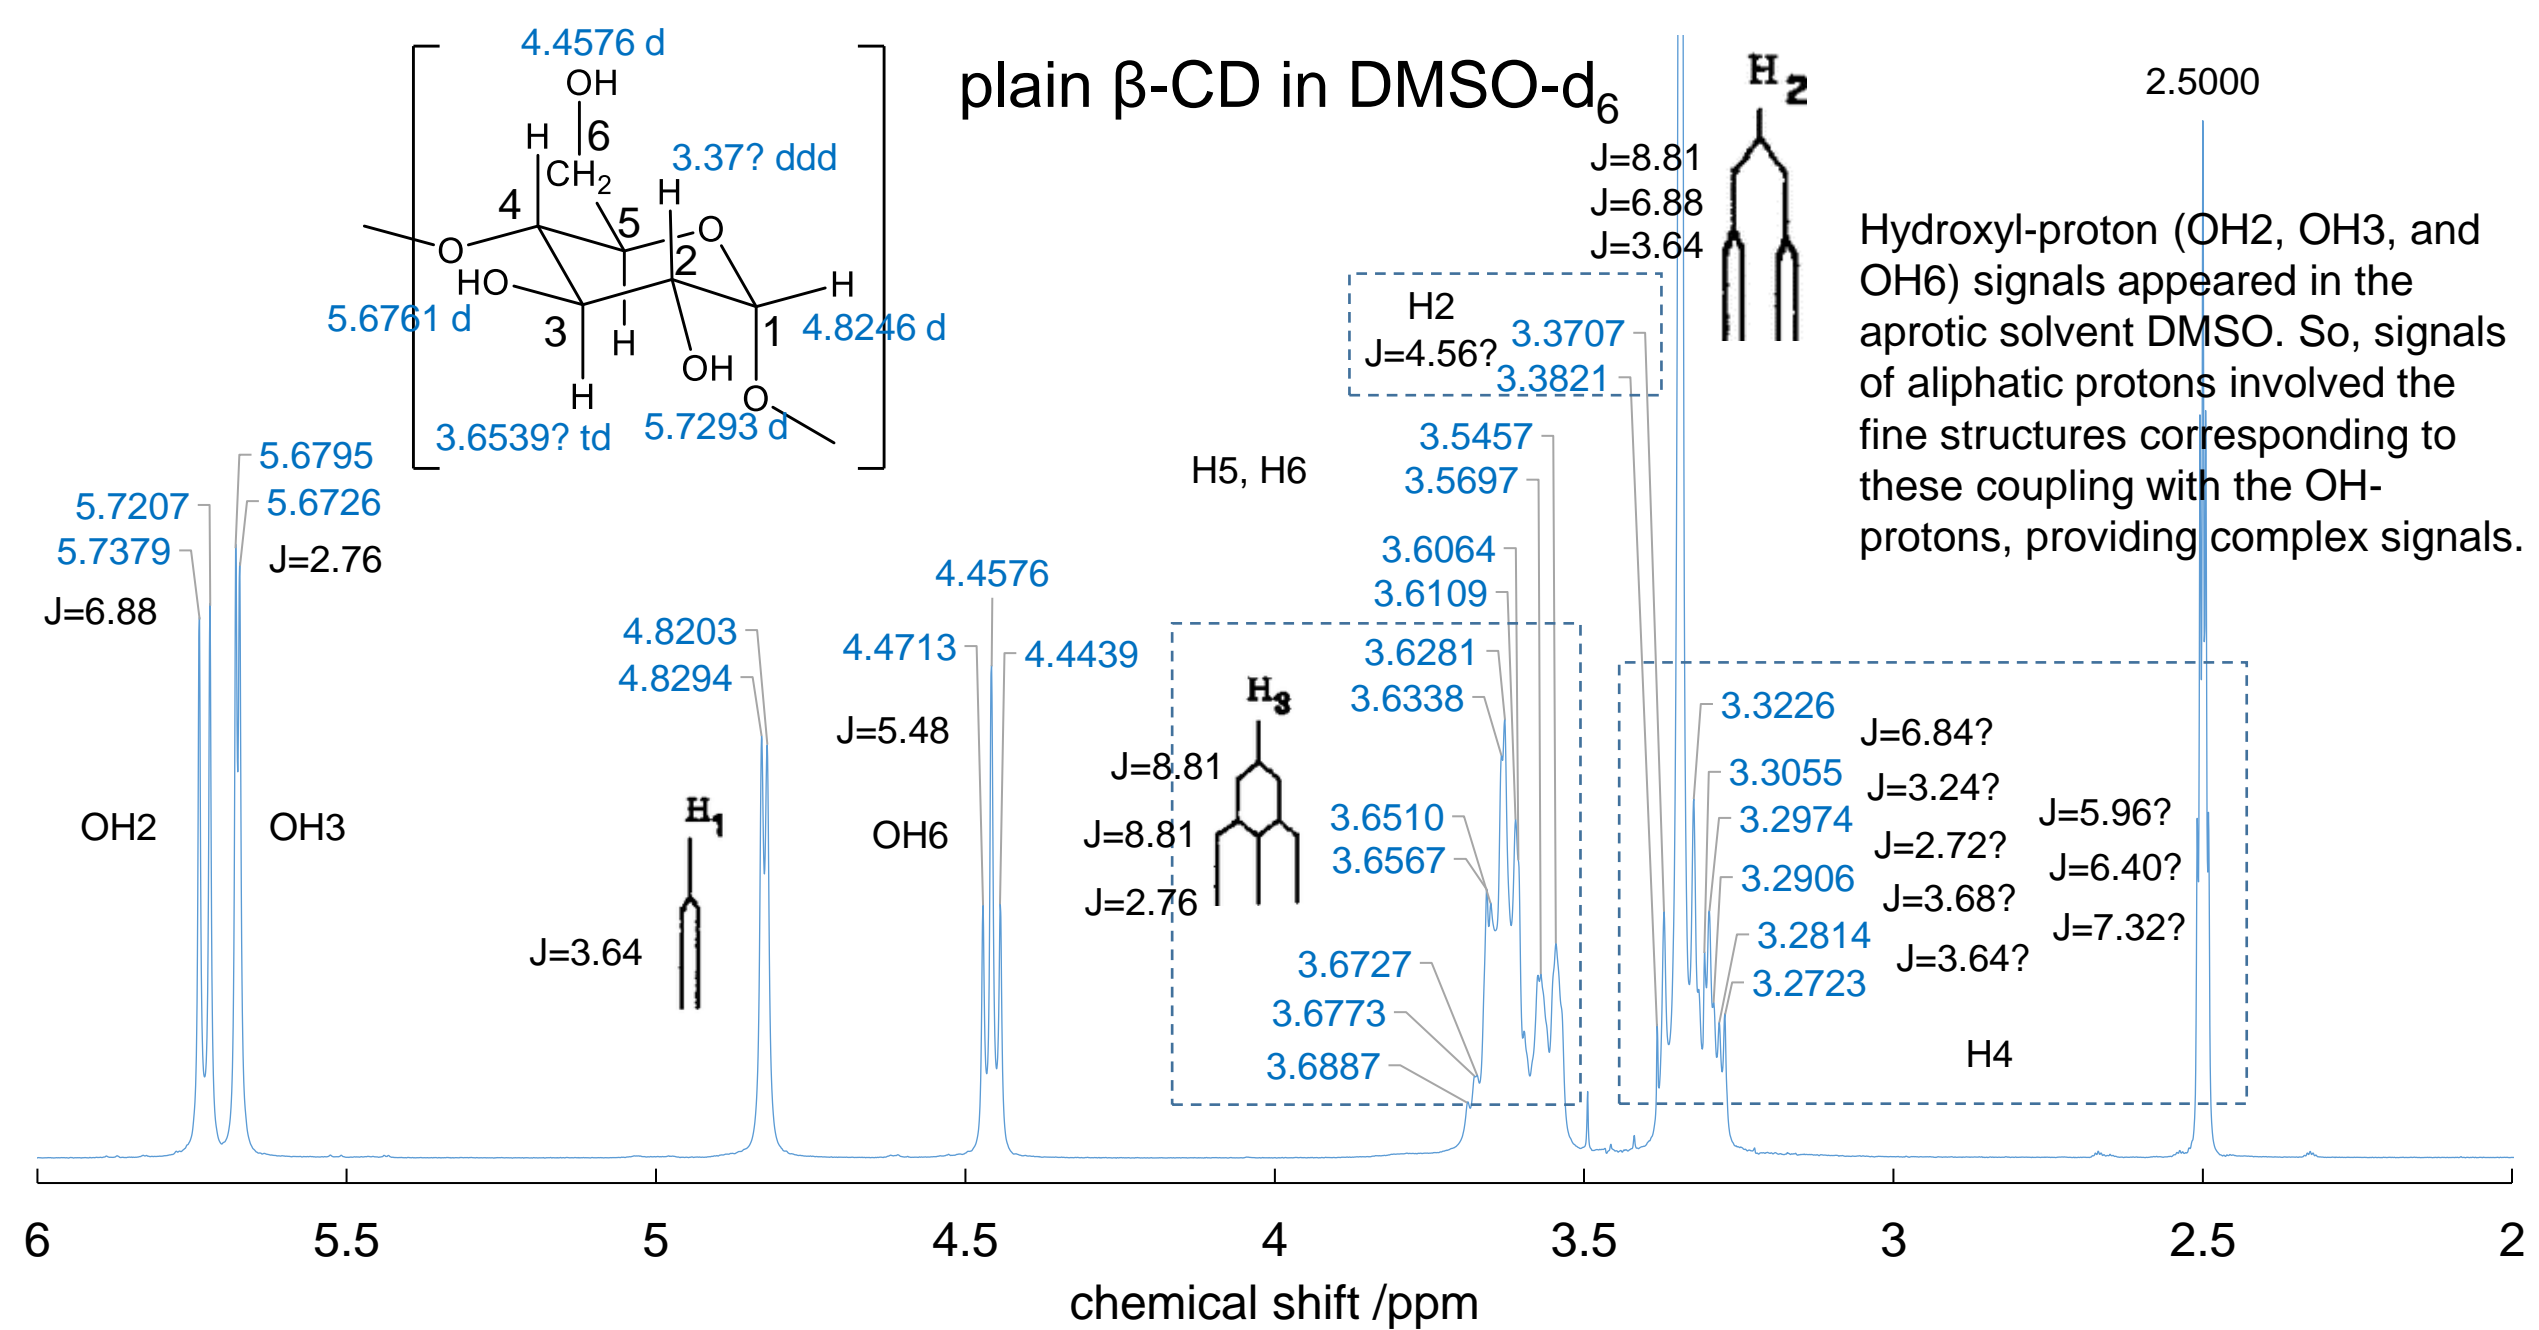 plain β-CD in DMSO-d6
4.4576 d
OH
6
H
CH2
3.37? ddd
H
4
5
O
2
O
HO
H
5.6761 d
3
H
1
4.8246 d
OH
H
O
3.6539? td
5.7293 d
H2
J=8.81
J=6.88
J=3.64
2.5000
Hydroxyl-proton (OH2, OH3, and
OH6) signals appeared in the
aprotic solvent DMSO. So, signals
of aliphatic protons involved the
fine structures corresponding to
these coupling with the OH-
protons, providing complex signals.
H2
J=4.56?
3.3707
3.3821
5.6795
5.6726
J=2.76
5.7207
5.7379
J=6.88
OH2
OH3
4.8203
4.8294
H1
J=3.64
4.4576
4.4713
4.4439
J=5.48
OH6
H5, H6
3.5457
3.5697
3.6064
3.6109
3.6281
3.6338
H3
J=8.81
J=8.81
J=2.76
3.6510
3.6567
3.6727
3.6773
3.6887
3.3226
3.3055
3.2974
3.2906
3.2814
3.2723
J=6.84?
J=3.24?
J=2.72?
J=3.68?
J=3.64?
J=5.96?
J=6.40?
J=7.32?
H4
6
5.5
5
4.5
4
3.5
3
2.5
2
chemical shift /ppm